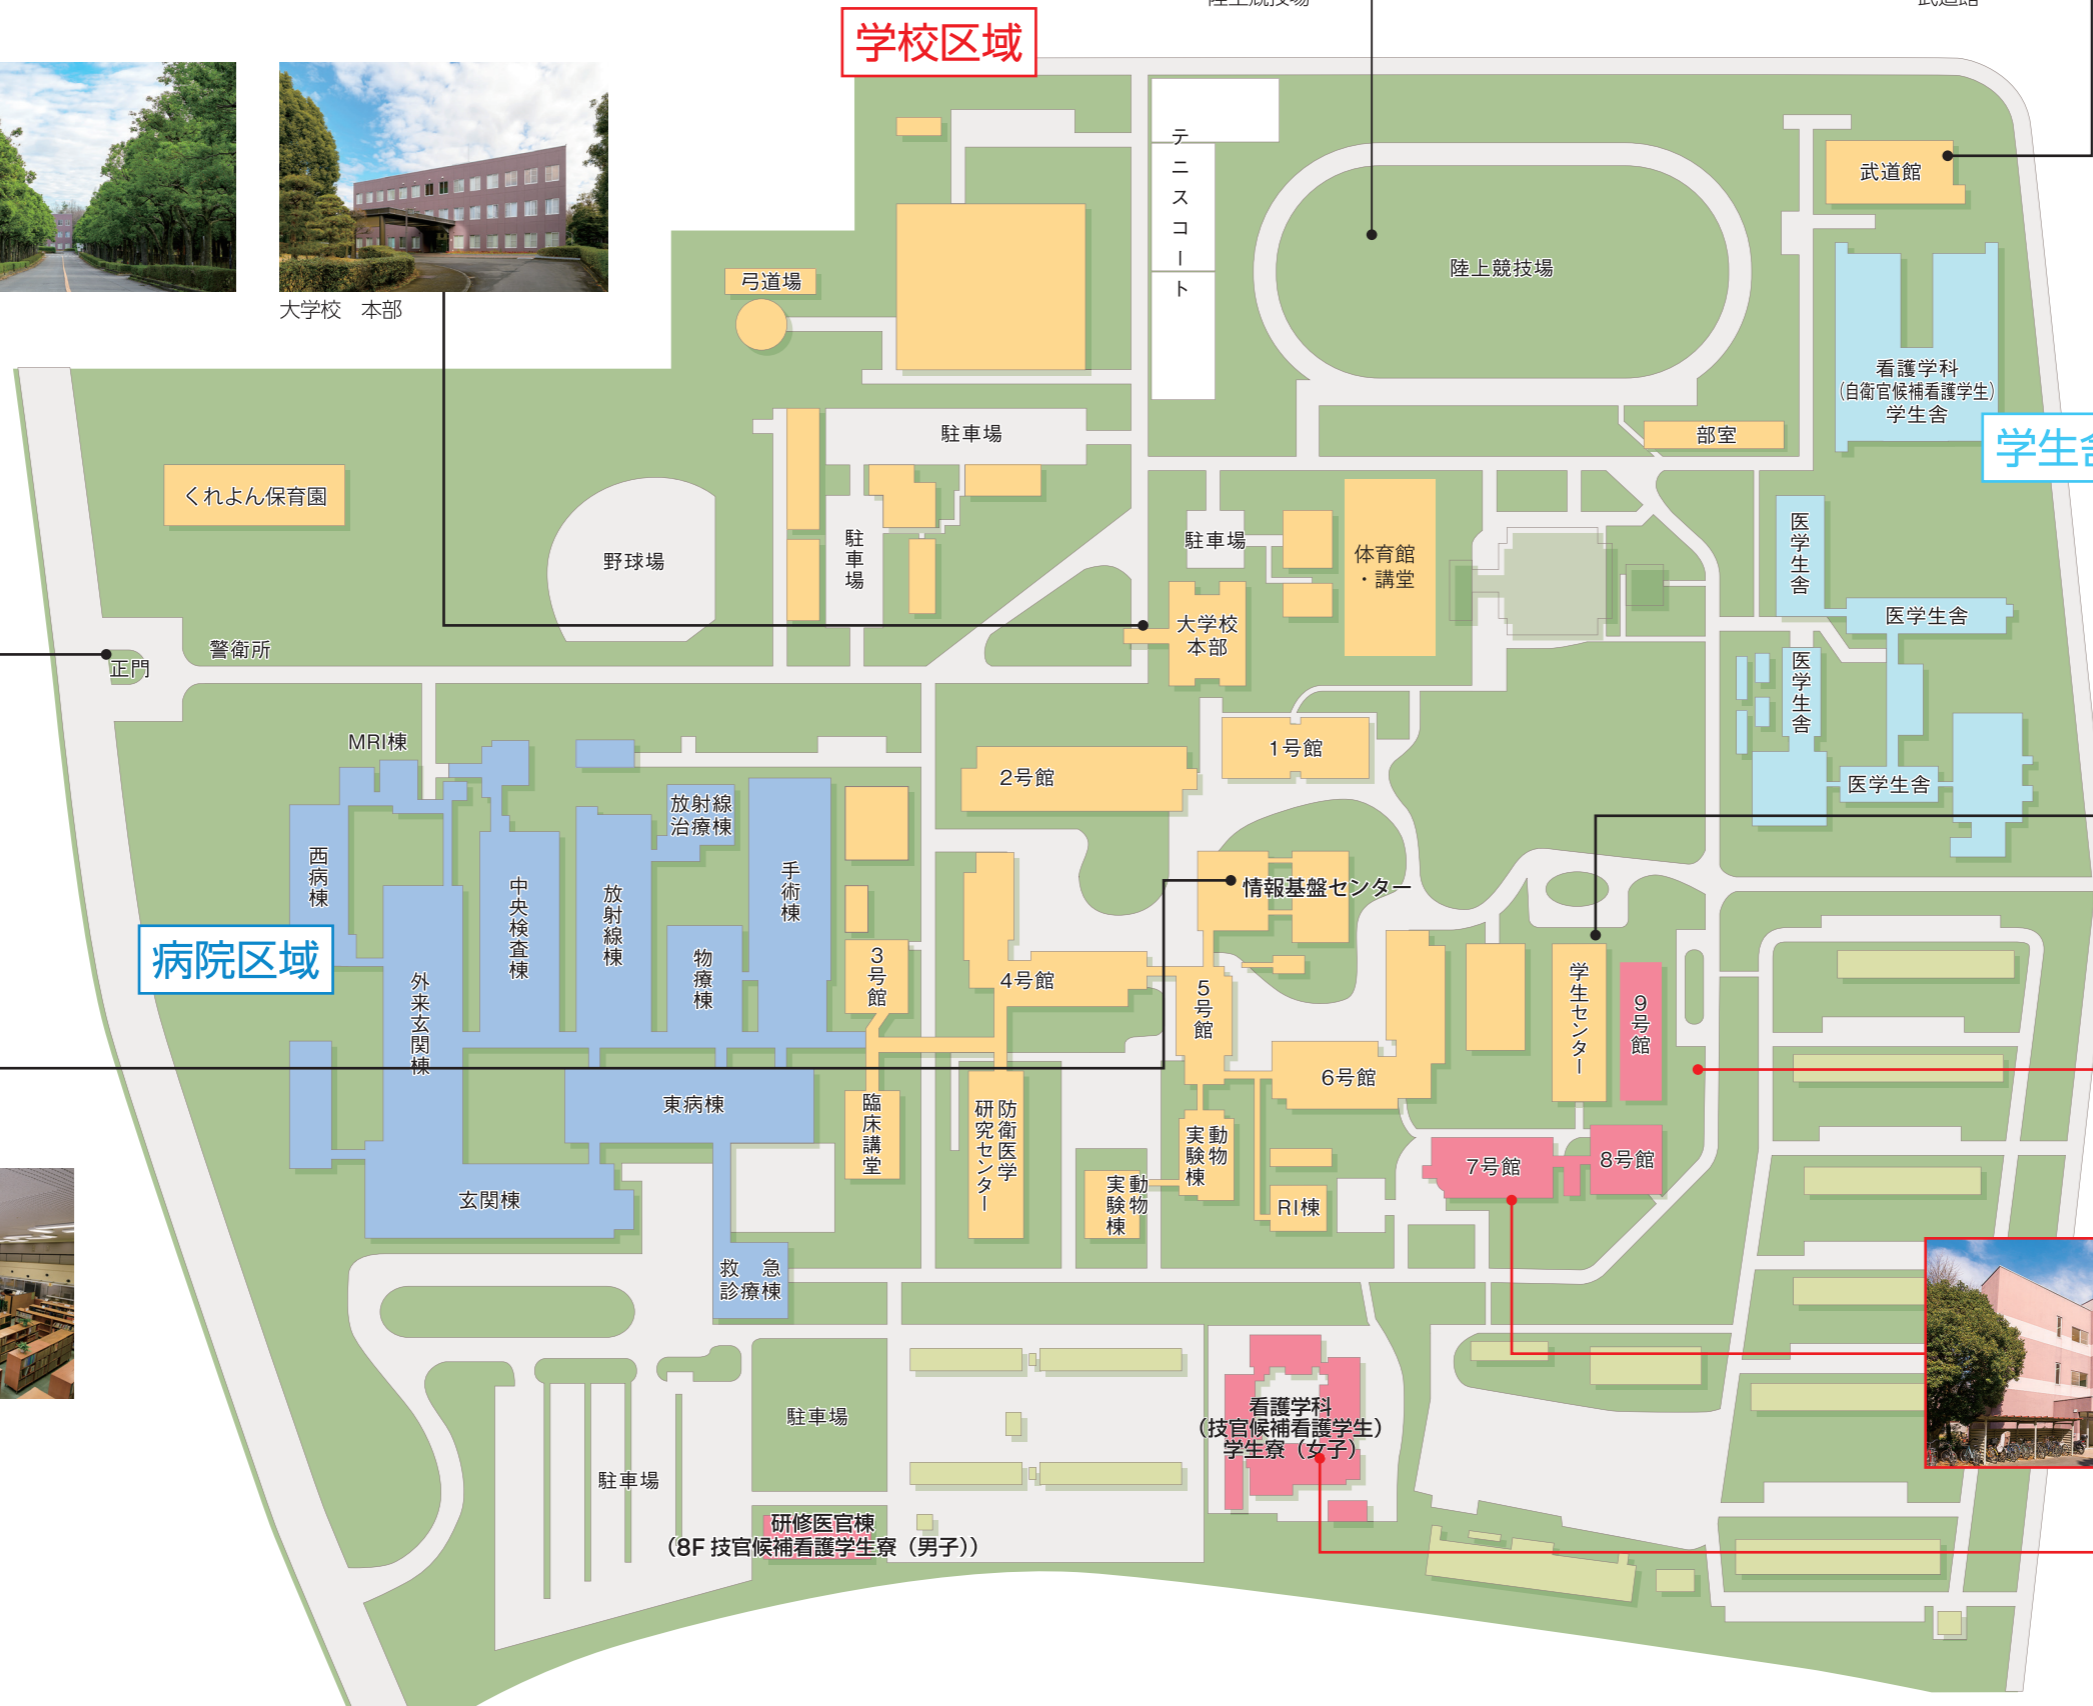 陸上競技場
武道館
学校区域
大学校　本部
テニスコート
武道館
陸上競技場
弓道場
看護学科
（自衛官候補看護学生）
学生舎
部室
駐車場
くれよん保育園
駐車場
野球場
駐車場
体育館
・講堂
医学生舎
医学生舎
大学校
本部
警衛所
正門
医学生舎
MRI棟
1号館
2号館
医学生舎
放射線
治療棟
西病棟
中央検査棟
放射線棟
手術棟
情報基盤センター
病院区域
外来玄関棟
物療棟
3号館
4号館
5号館
学生センター
9号館
6号館
東病棟
臨床講堂
防衛医学
研究センター
動物
実験棟
7号館
8号館
玄関棟
動物
実験棟
RI棟
救　急
診療棟
駐車場
看護学科
（技官候補看護学生）
学生寮（女子）
駐車場
研修医官棟
（8F 技官候補看護学生寮（男子））